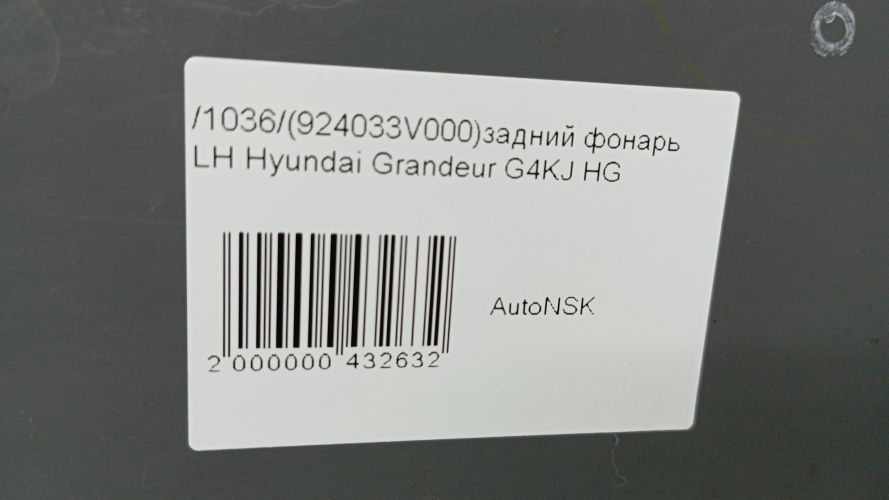 /1036/(924033V000)задний фонарь
LH Hyundai Grandeur G4KJ HG
AutoNSK
2 000000 432632